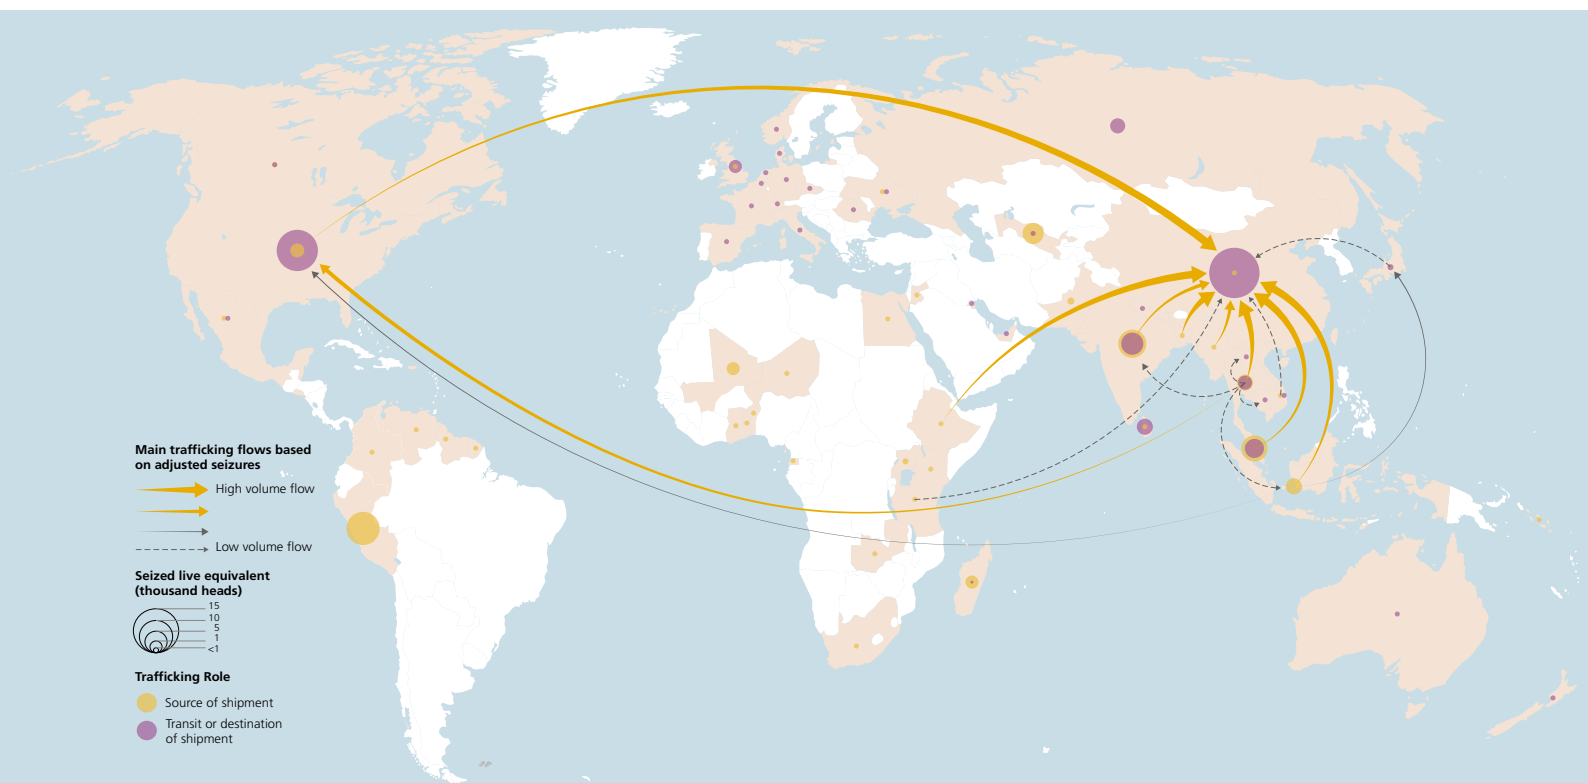 Main trafficking flows based
on adjusted seizures
High volume flow
Low volume flow
Seized live equivalent
(thousand heads)
15
10
5
1
<1
Trafficking Role
Source of shipment
Transit or destination
of shipment